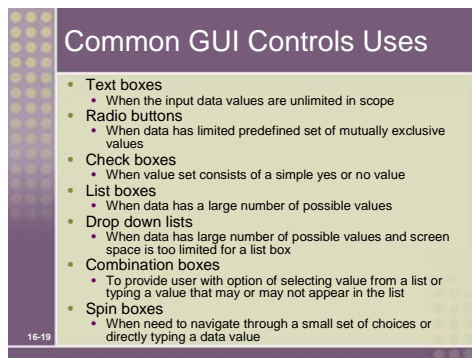 Common GUI Controls Uses
• Text boxes
• When the input data values are unlimited in scope
• Radio buttons
• When data has limited predefined set of mutually exclusive
values
• Check boxes
• When value set consists of a simple yes or no value
• List boxes
• When data has a large number of possible values
• Drop down lists
• When data has large number of possible values and screen
space is too limited for a list box
• Combination boxes
• To provide user with option of selecting value from a list or
typing a value that may or may not appear in the list
• Spin boxes
• When need to navigate through a small set of choices or
directly typing a data value
16-19